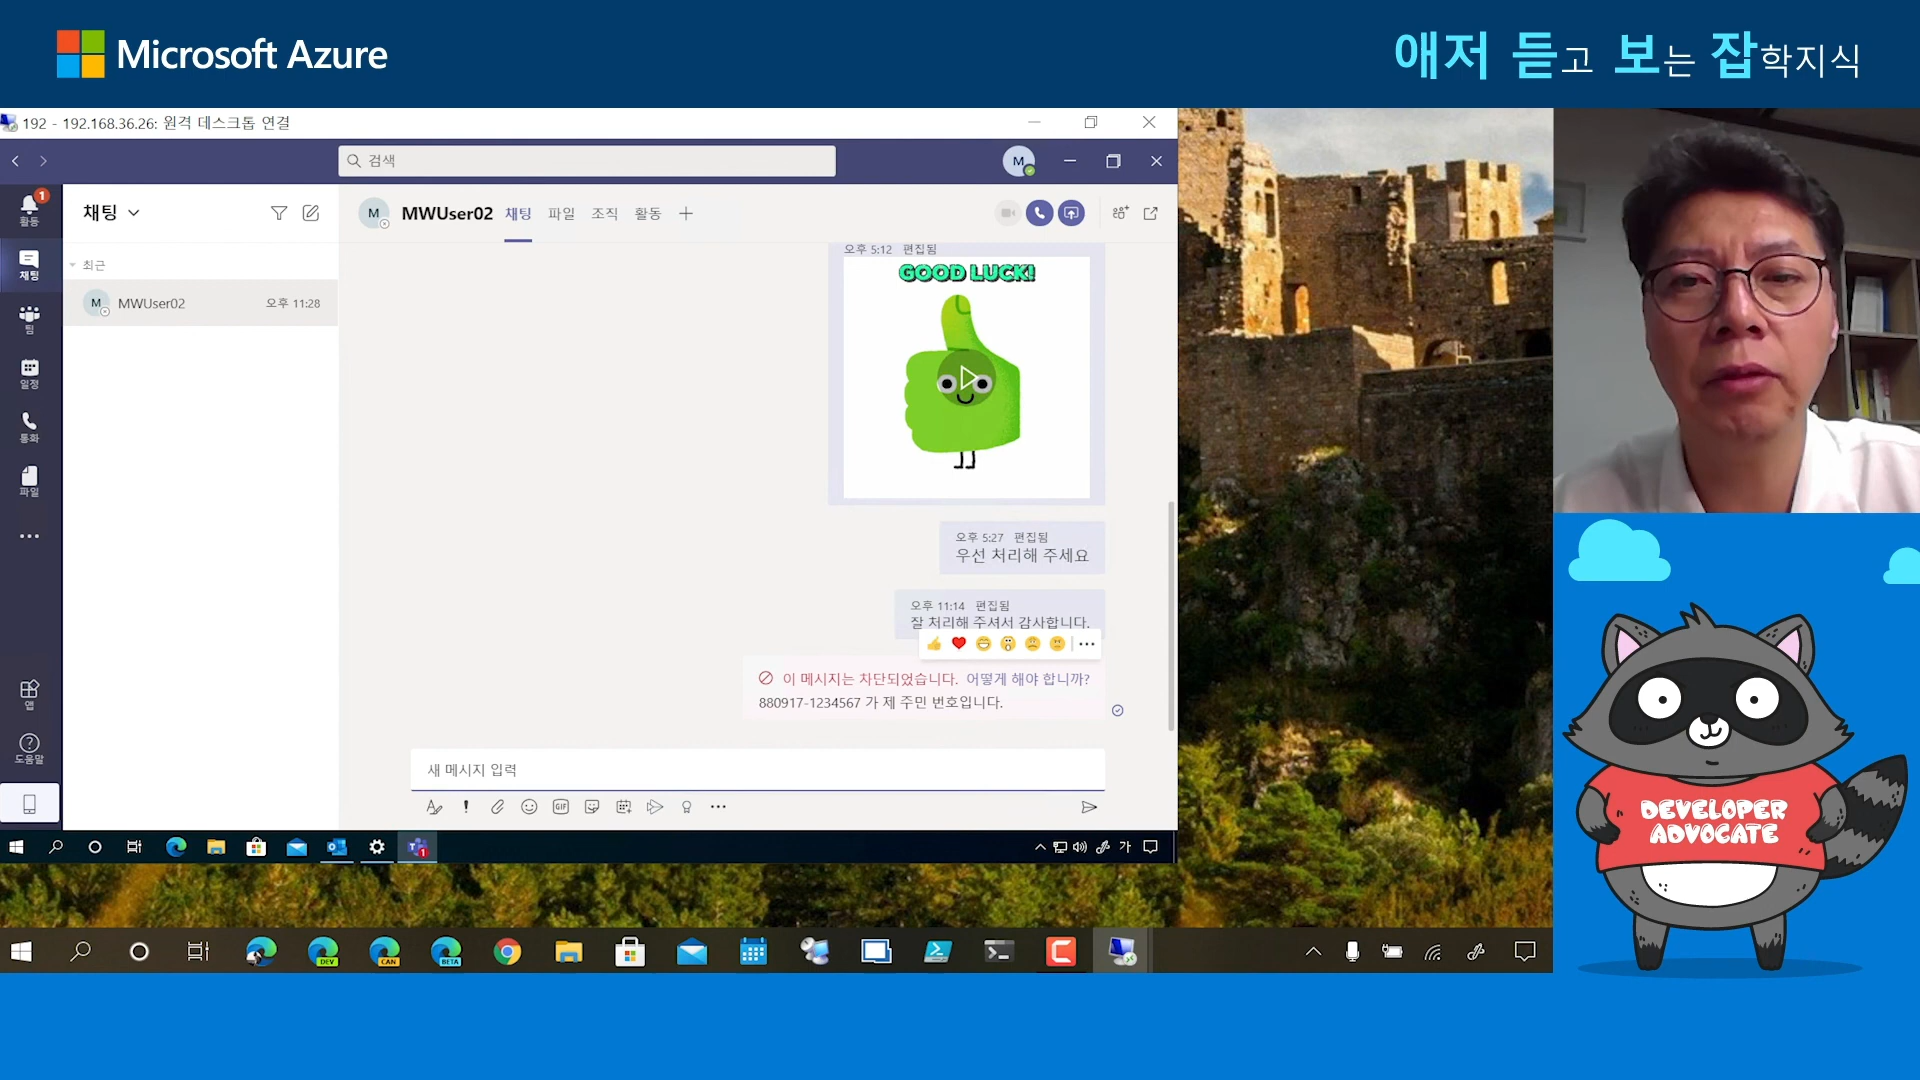 Microsoft Azure
애저 듣고 보는 잡학지식
192 - 192.168.36.26: 원격 데스크톱 연결
검색
M
1
활동
채팅
M
MWUser02
채팅
파일
조직
활동
채팅
최근
M
MWUser02
오후 11:28
팀
일정
통화
파일
앱
도움말
오후 5:12 편집됨
GOOD LUCK!
오후 5:27 편집됨
우선 처리해 주세요
오후 11:14 편집됨
잘 처리해 주셔서 감사합니다.
이 메시지는 차단되었습니다. 어떻게 해야 합니까?
880917-1234567 가 제 주민 번호입니다.
새 메시지 입력
GIF
가
DEV
CAN
BETA
DEVELOPER
ADVOCATE